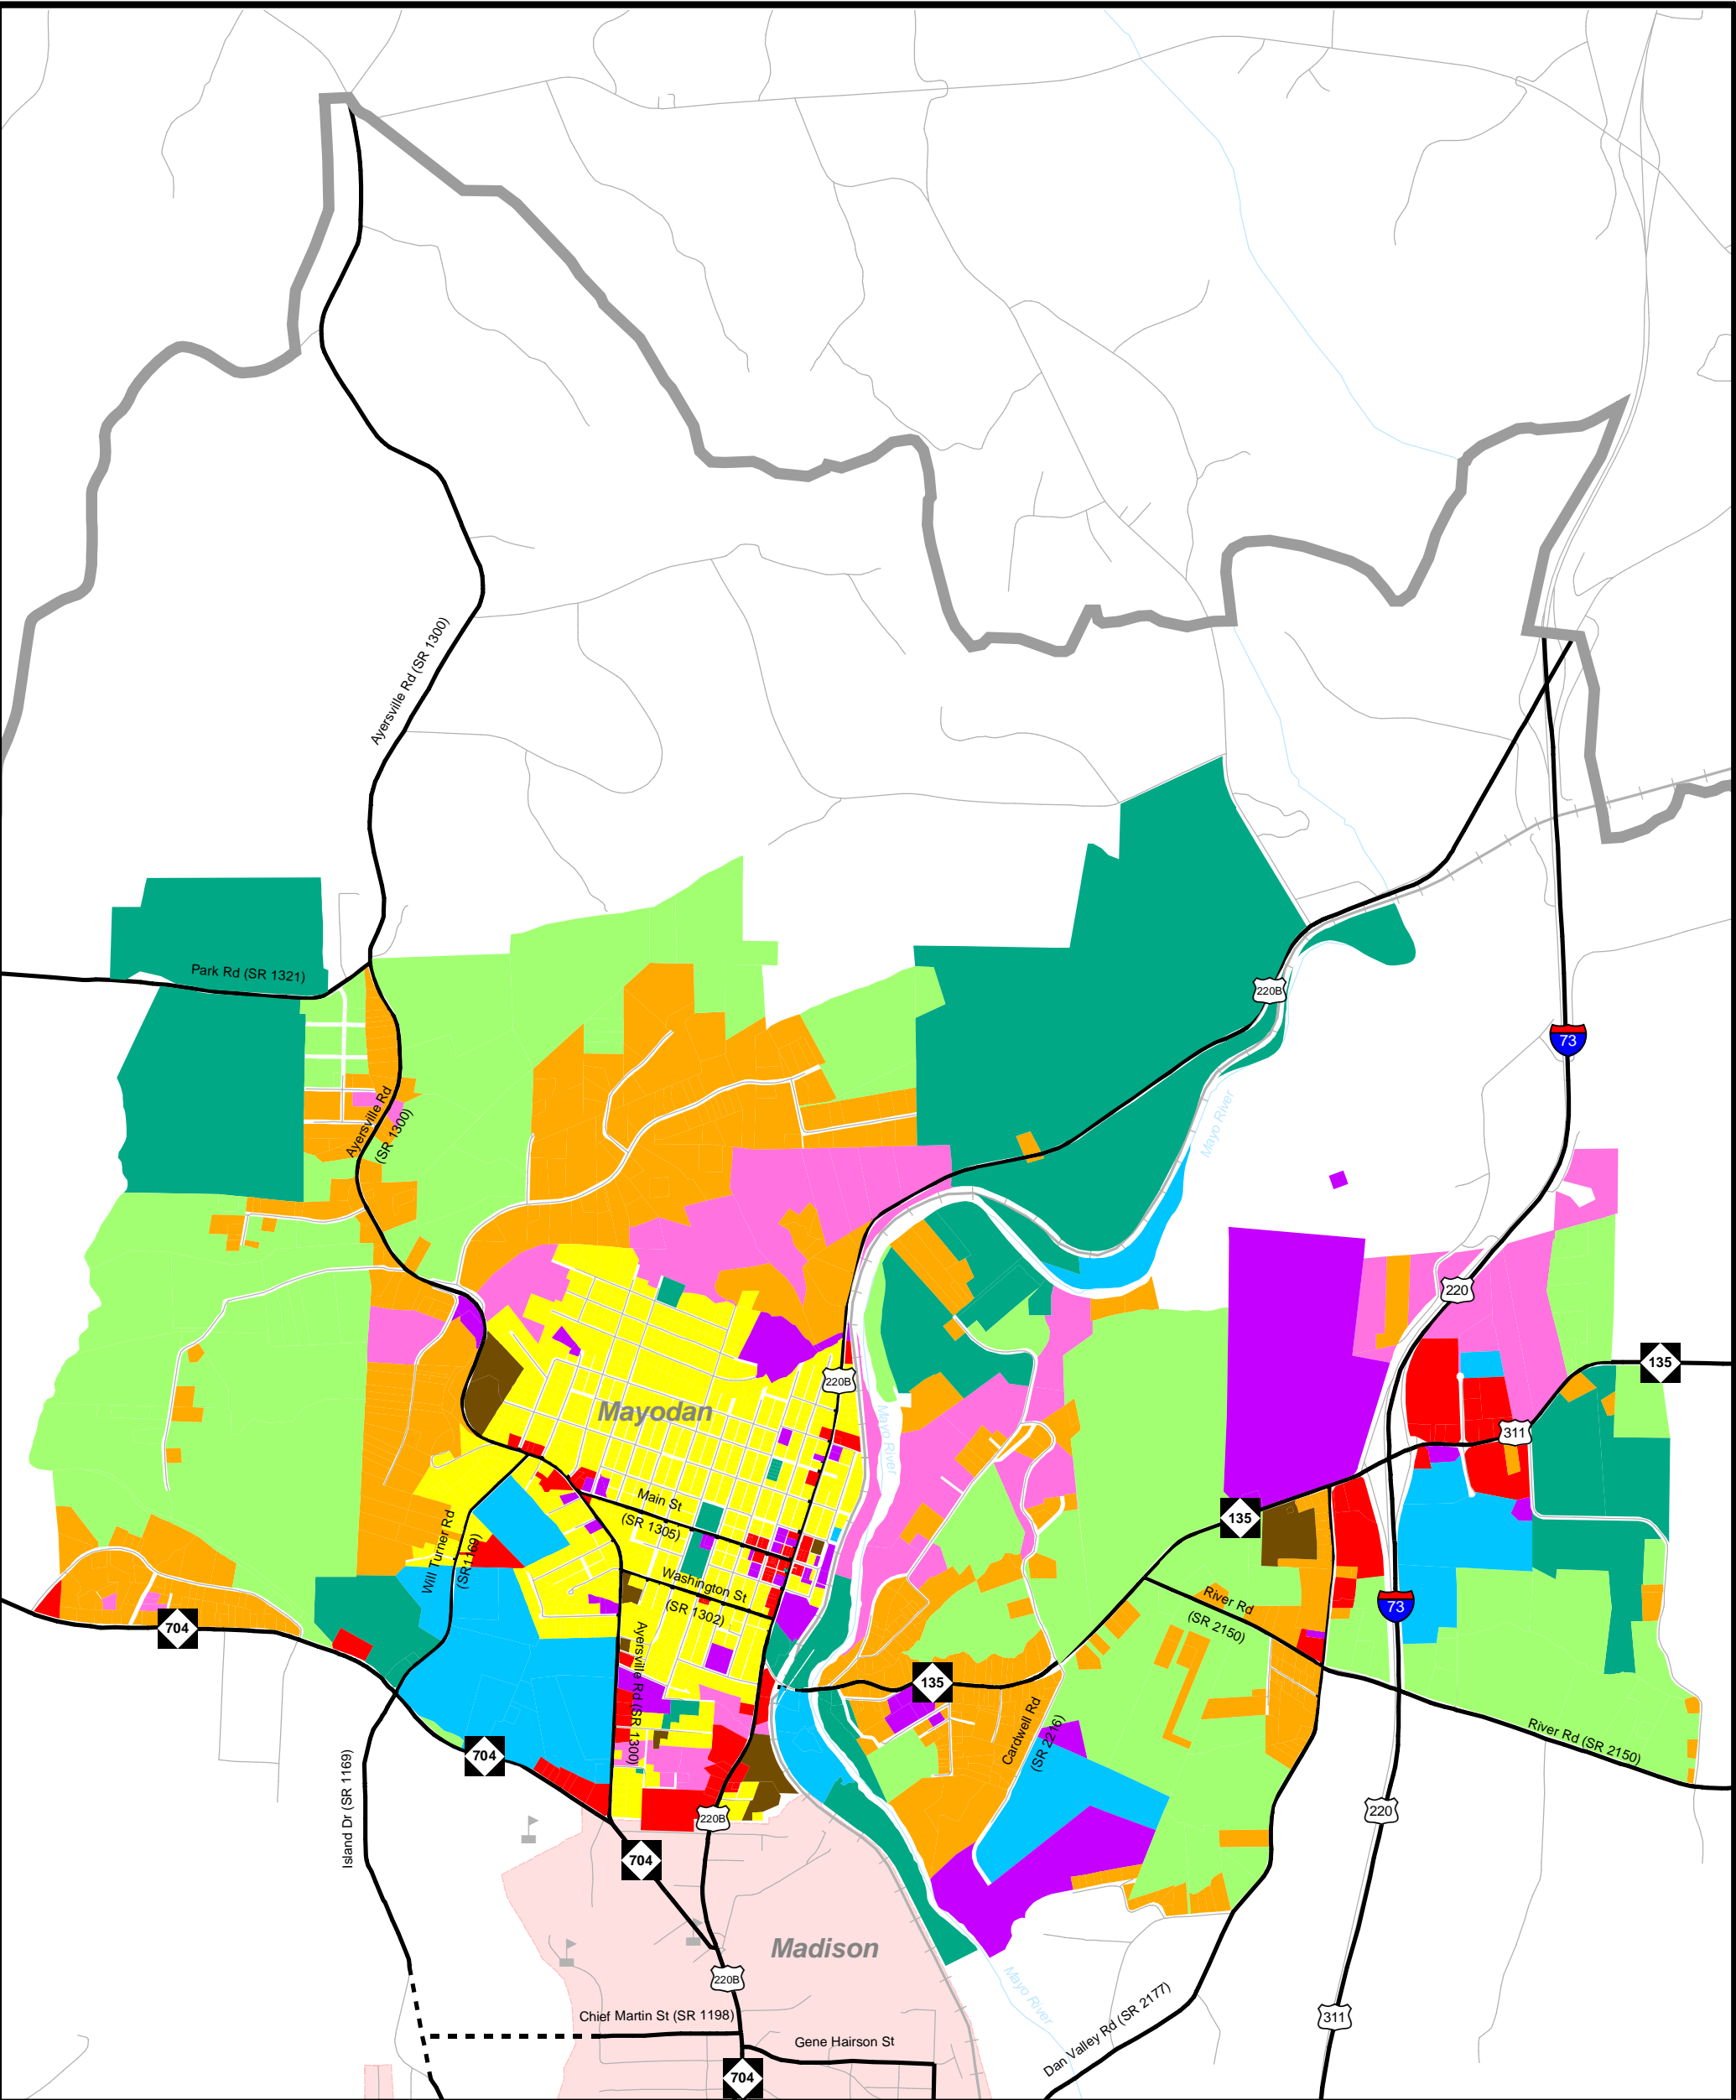 Ayersville Rd (SR 1300)
Park Rd (SR 1321)
220B
73
Mayo River
Ayersville Rd
(SR 1300)
220
135
220B
Mayodan
311
Mayo River
Main St
(SR 1305)
135
Will Turner Rd
(SR1169)
Washington St
(SR 1302)
River Rd
(SR 2150)
73
704
Ayersville Rd (SR 1300)
135
Cardwell Rd
(SR 2216)
River Rd (SR 2150)
704
Island Dr (SR 1169)
220B
220
704
Madison
220B
Mayo River
Chief Martin St (SR 1198)
Gene Hairson St
Dan Valley Rd (SR 2177)
311
704